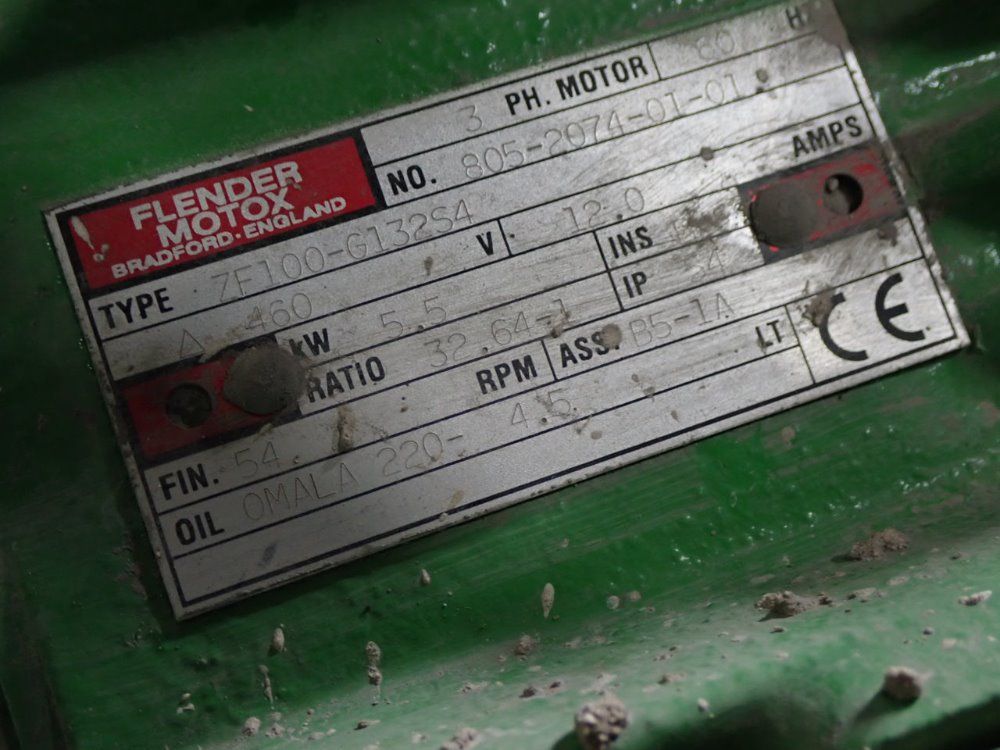 FLENDER
MOTOX
BRADFORD·ENGLAND
3 PH. MOTOR 60 H
NO. 805-2074-01-01
TYPE ZF100-G132S4
Δ 460 V 12.0 AMPS
kW 5.5 INS
RATIO 32.64-1 IP 4
FIN. 54 RPM ASS. B5-1A
OIL OMALA 220- 4.5 LT
CE